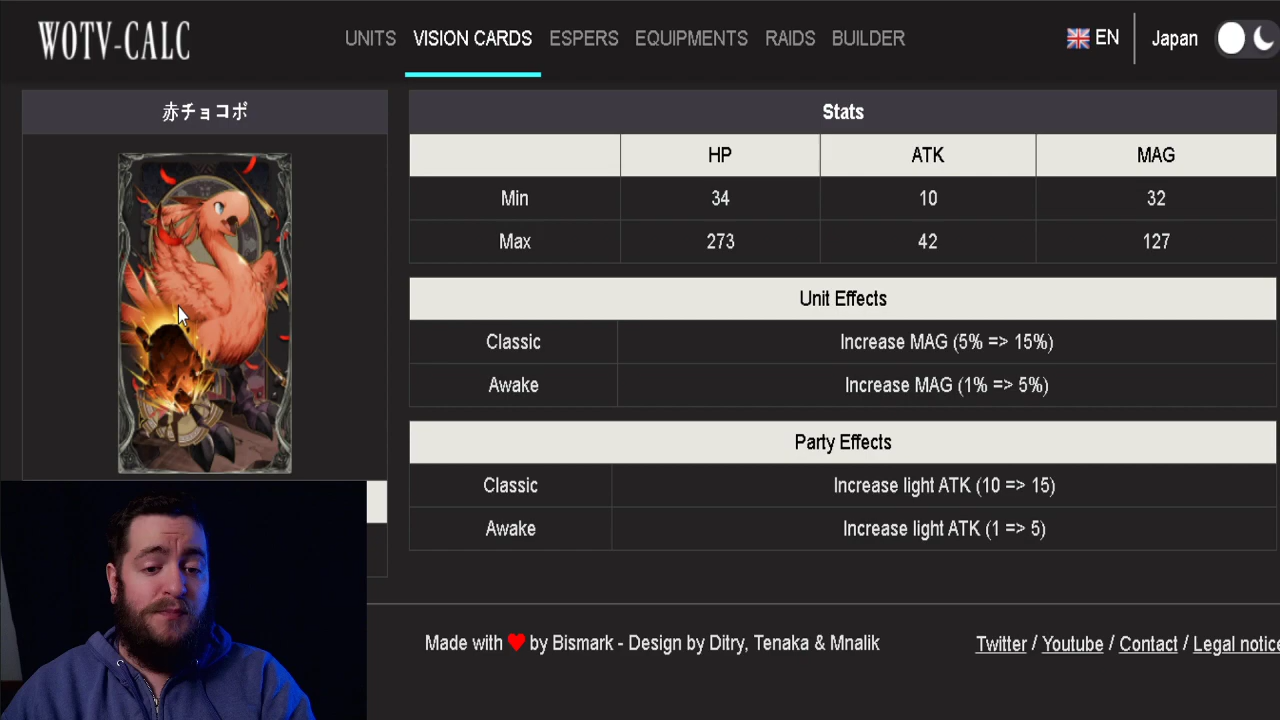 WOTV-CALC
UNITS VISION CARDS ESPERS EQUIPMENTS RAIDS BUILDER
EN Japan
赤チョコボ
Stats
HP ATK MAG
Min 34 10 32
Max 273 42 127
Unit Effects
Classic Increase MAG (5% => 15%)
Awake Increase MAG (1% => 5%)
Party Effects
Classic Increase light ATK (10 => 15)
Awake Increase light ATK (1 => 5)
Made with ♥ by Bismark - Design by Ditry, Tenaka & Mnalik
Twitter / Youtube / Contact / Legal notice